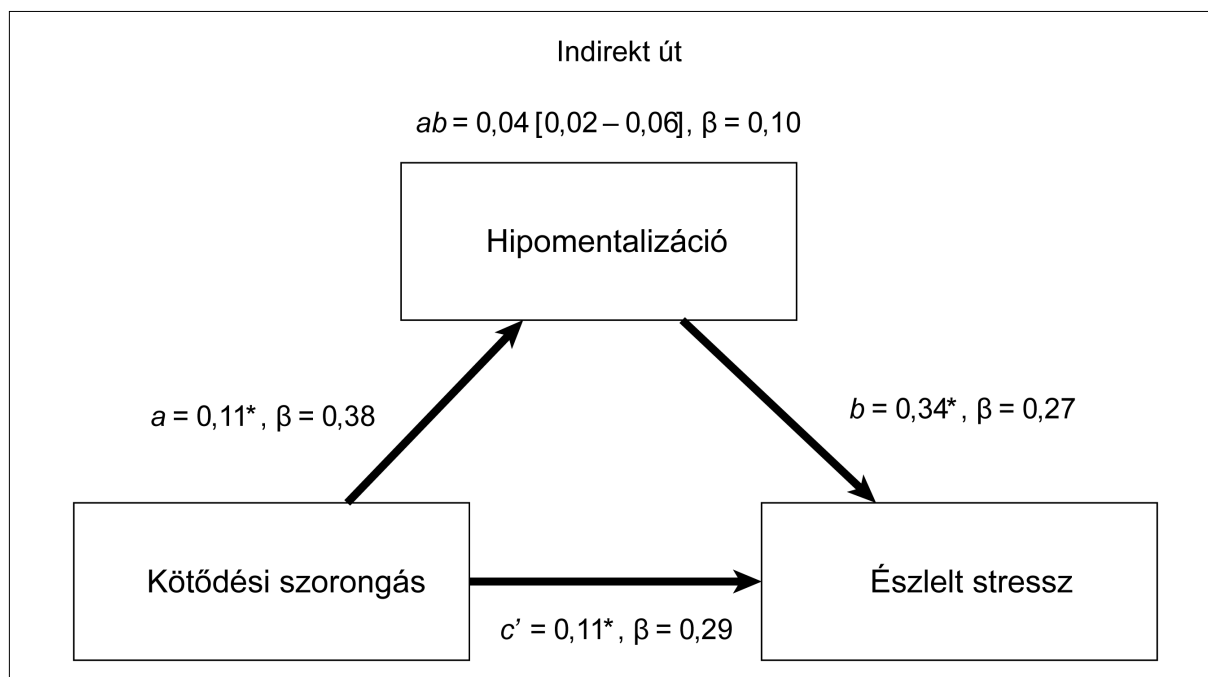 Indirekt út
ab = 0,04 [0,02 – 0,06], β = 0,10
Hipomentalizáció
a = 0,11*, β = 0,38
b = 0,34*, β = 0,27
Kötődési szorongás
Észlelt stressz
c’ = 0,11*, β = 0,29